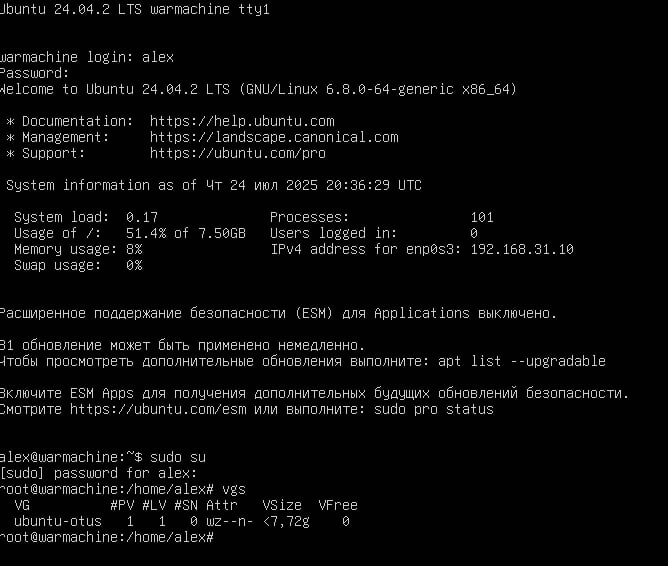 Ubuntu 24.04.2 LTS warmachine tty1
warmachine login: alex
Password:
Welcome to Ubuntu 24.04.2 LTS (GNU/Linux 6.8.0-64-generic x86_64)
* Documentation:  https://help.ubuntu.com
* Management:     https://landscape.canonical.com
* Support:        https://ubuntu.com/pro
System information as of Чт 24 июл 2025 20:36:29 UTC
System load:  0.17               Processes:               101
Usage of /:   51.4% of 7.50GB   Users logged in:         0
Memory usage: 8%                 IPv4 address for enp0s3: 192.168.31.10
Swap usage:   0%
Расширенное поддержание безопасности (ESM) для Applications выключено.
81 обновление может быть применено немедленно.
Чтобы просмотреть дополнительные обновления выполните: apt list --upgradable
Включите ESM Apps для получения дополнительных будущих обновлений безопасности.
Смотрите https://ubuntu.com/esm или выполните: sudo pro status
alex@warmachine:~$ sudo su
[sudo] password for alex:
root@warmachine:/home/alex# vgs
VG          #PV #LV #SN Attr   VSize  VFree
ubuntu-otus   1   1   0 wz--n- <7,72g    0
root@warmachine:/home/alex#